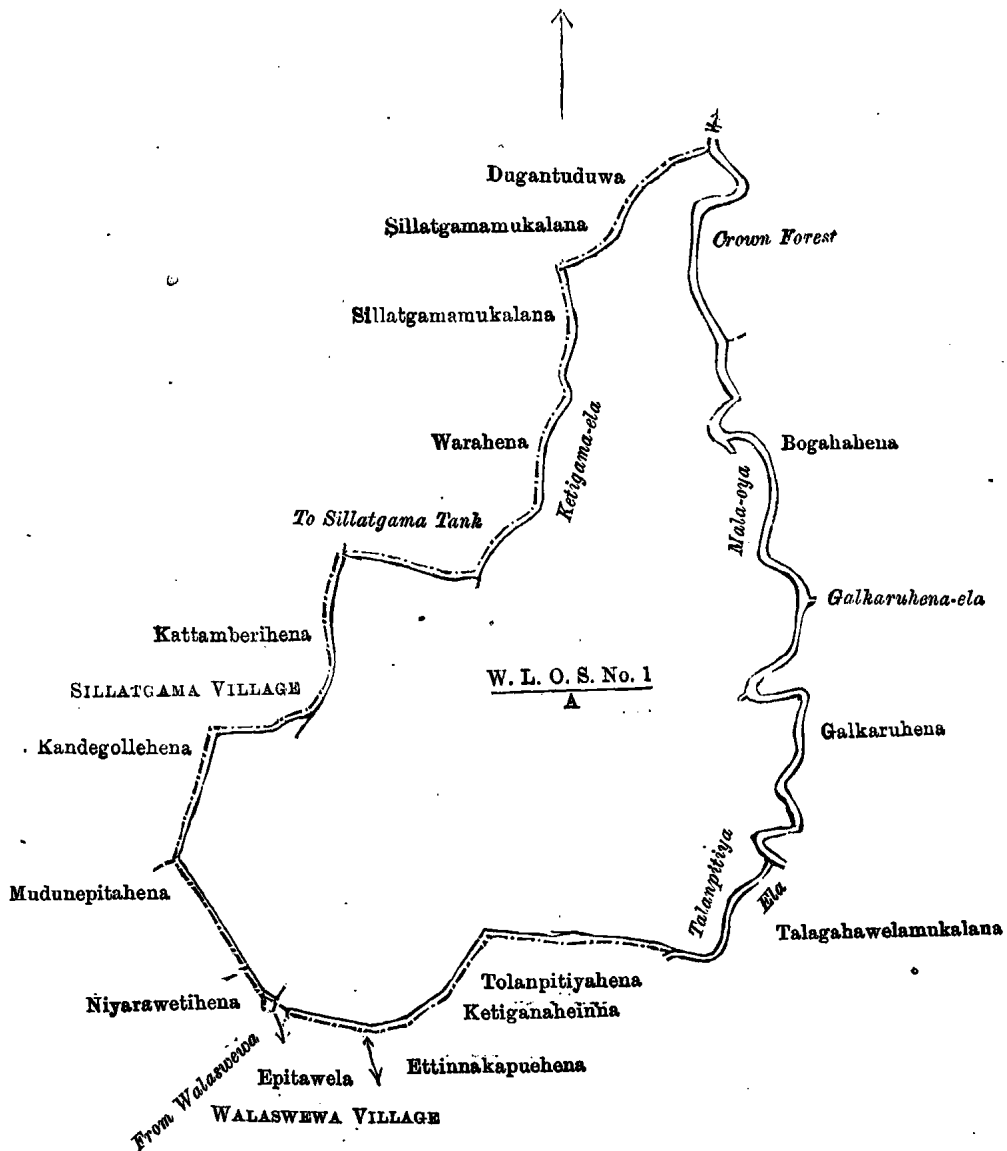 Dugantuduwa
Sillatgamamukalana
Crown Forest
Sillatgamamukalana
Warahena
Ketigama-ela
Bogahahena
Mala-oya
To Sillatgama Tank
Galkaruhena-ela
Kattamberihena
SILLATGAMA VILLAGE
W. L. O. S. No. 1
A
Kandegollehena
Galkaruhena
Mudunepitahena
Talanpitiya
Ela
Talagahawelamukalana
Niyarawetihena
Tolanpitiyahena
Ketiganaheinna
From Walaswewa
Epitawela
Ettinnakapuehena
WALASWEWA VILLAGE